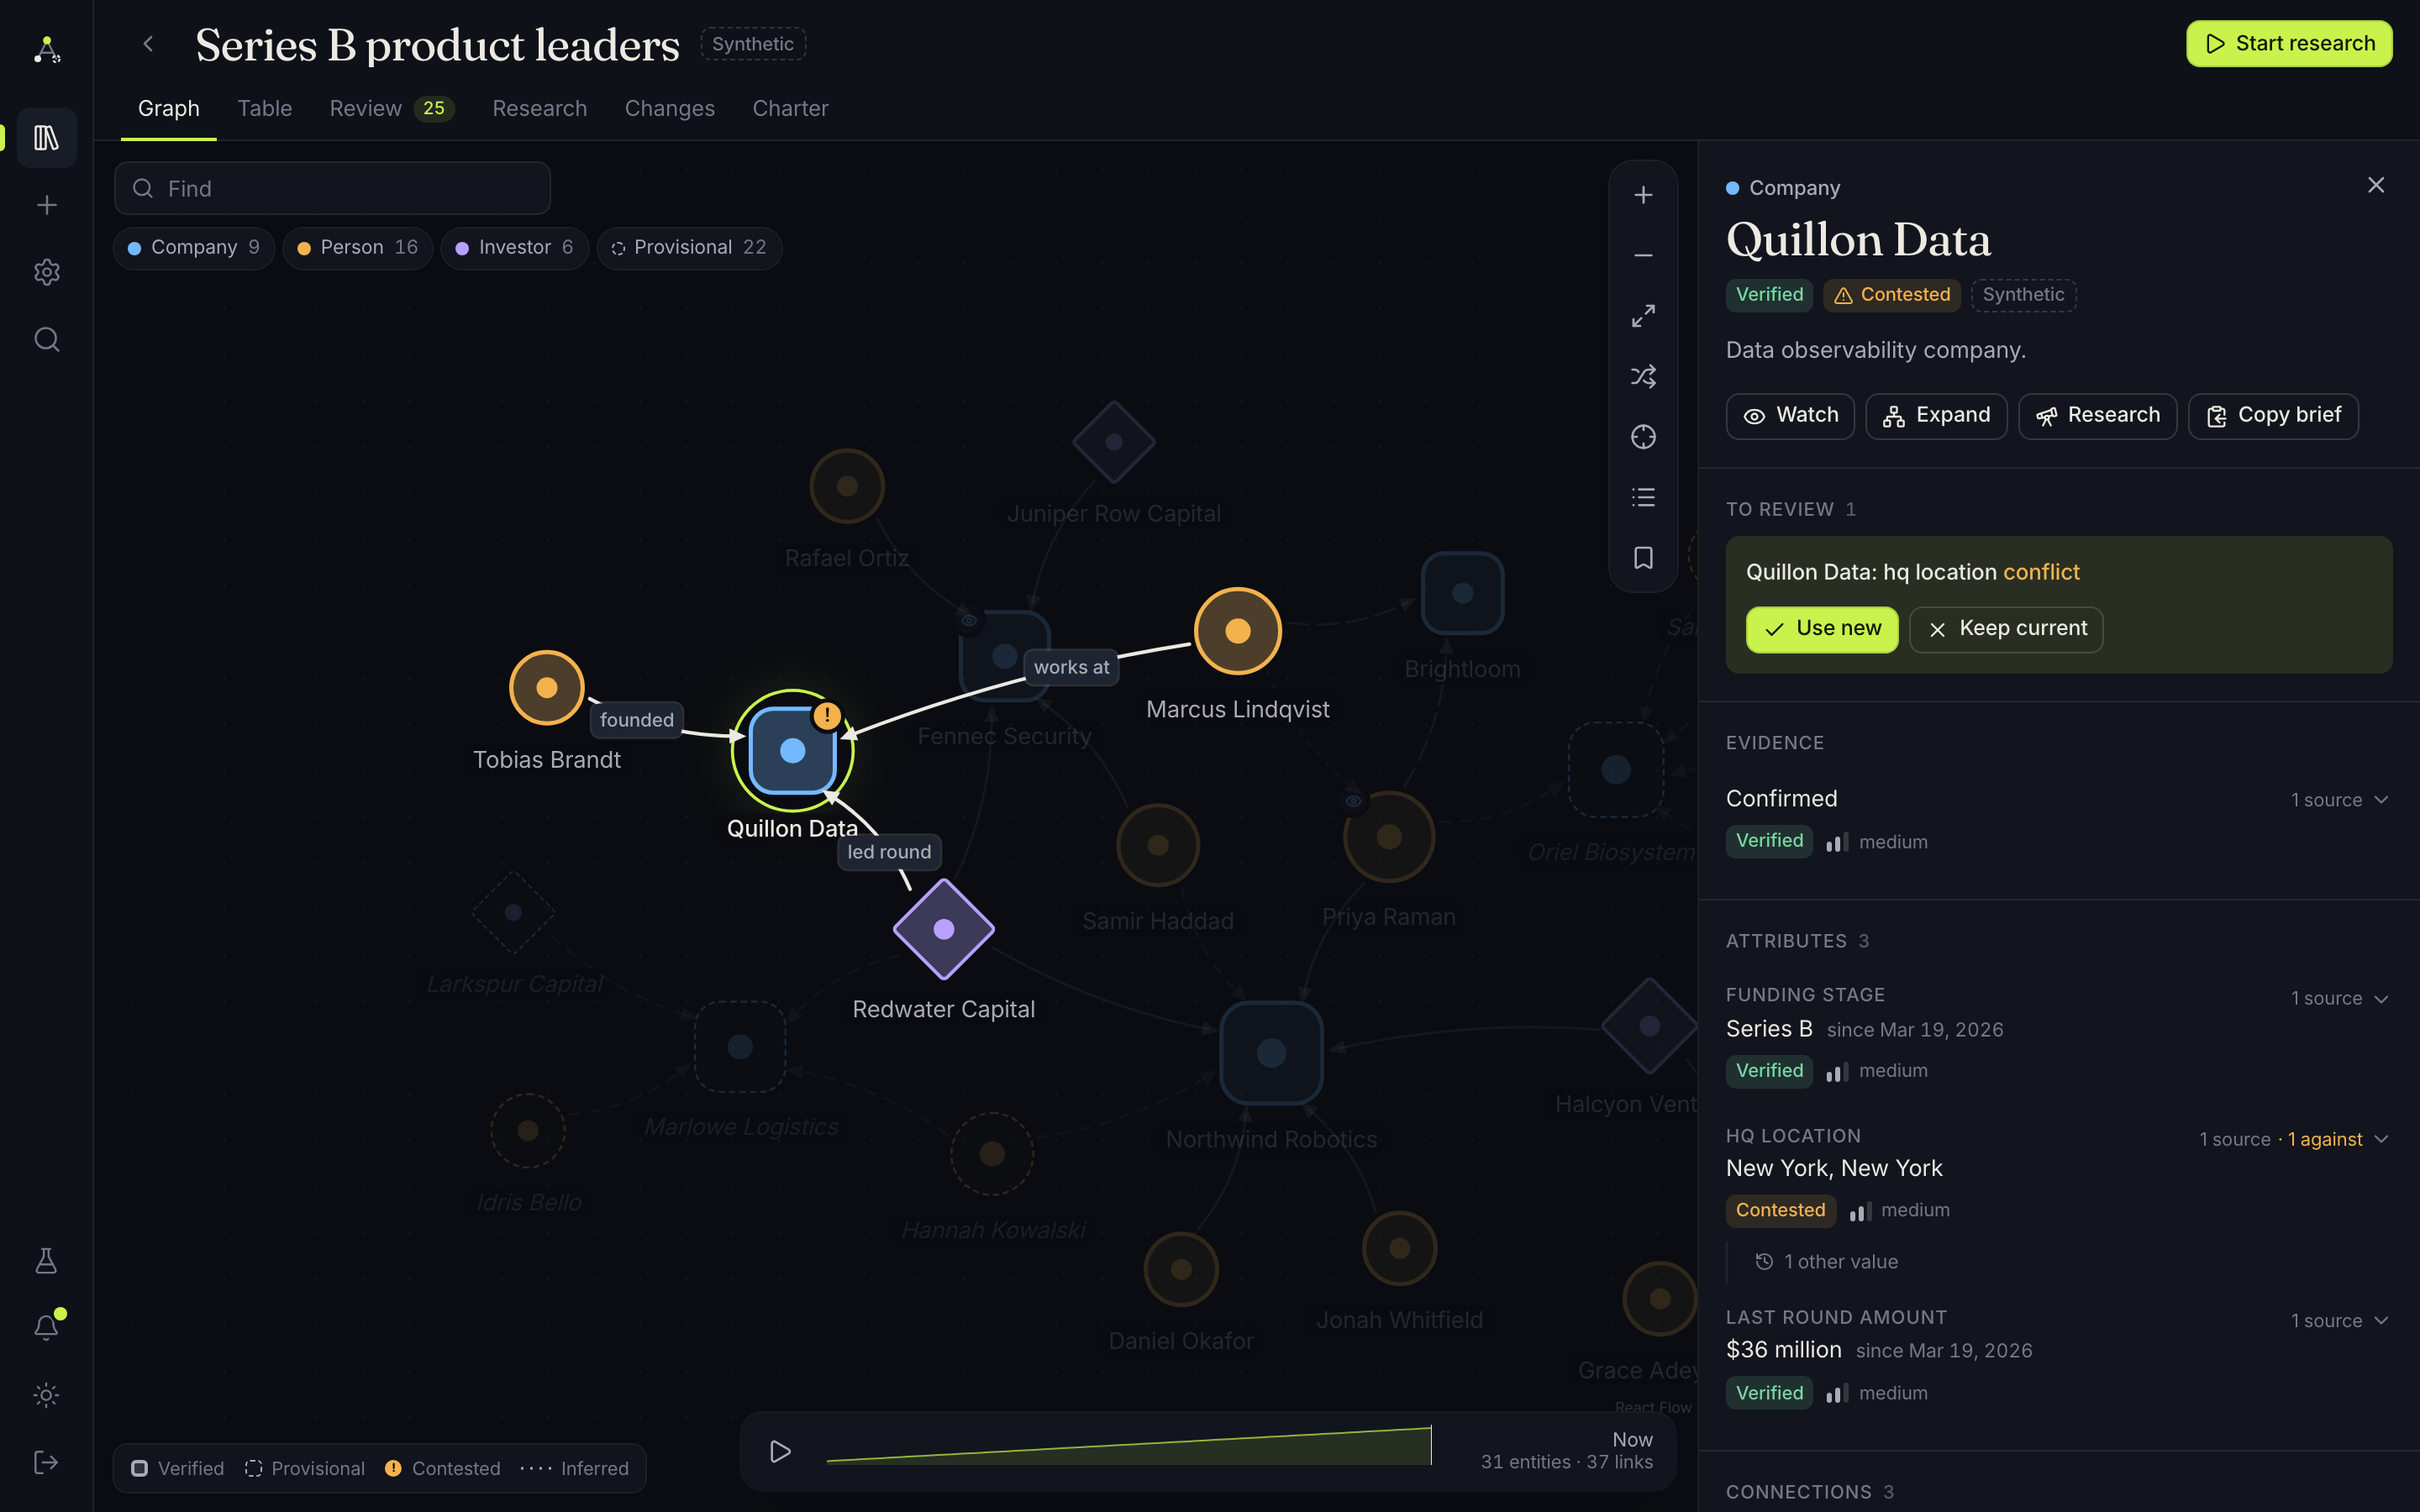 Series B product leaders
Synthetic
Start research
Graph
Table
Review 25
Research
Changes
Charter
Find
Company 9
Person 16
Investor 6
Provisional 22
Juniper Row Capital
Rafael Ortiz
works at
Brightloom
Marcus Lindqvist
founded
Fennec Security
Tobias Brandt
!
Quillon Data
led round
Oriel Biosystem
Samir Haddad
Priya Raman
Larkspur Capital
Redwater Capital
Halcyon Vent
Marlowe Logistics
Northwind Robotics
Idris Bello
Hannah Kowalski
Jonah Whitfield
Daniel Okafor
Grace Adey
React Flow
Verified
Provisional
! Contested
Inferred
Now
31 entities · 37 links
Company
Quillon Data
Verified
Contested
Synthetic
Data observability company.
Watch
Expand
Research
Copy brief
TO REVIEW 1
Quillon Data: hq location conflict
Use new
Keep current
EVIDENCE
Confirmed
1 source
Verified
medium
ATTRIBUTES 3
FUNDING STAGE
1 source
Series B since Mar 19, 2026
Verified
medium
HQ LOCATION
1 source · 1 against
New York, New York
Contested
medium
1 other value
LAST ROUND AMOUNT
1 source
$36 million since Mar 19, 2026
Verified
medium
CONNECTIONS 3